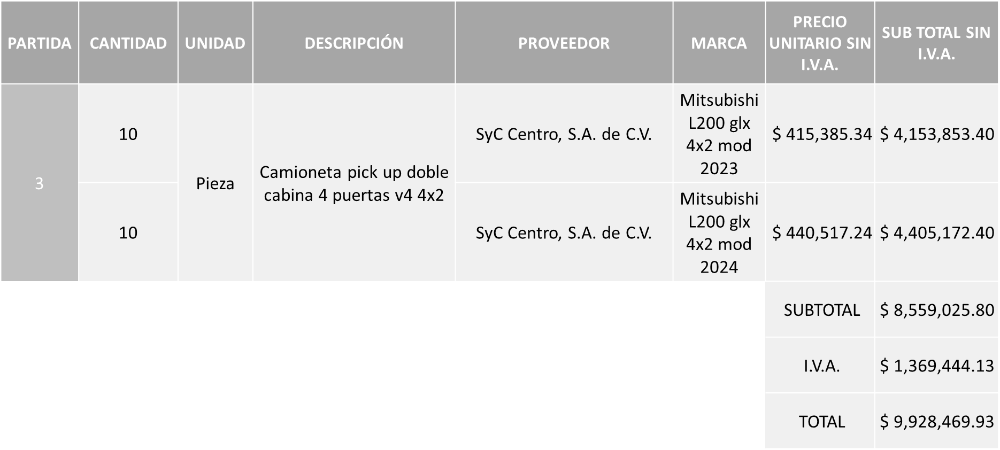 PARTIDA
CANTIDAD
UNIDAD
DESCRIPCIÓN
PROVEEDOR
MARCA
PRECIO
UNITARIO SIN
I.V.A.
SUB TOTAL SIN
I.V.A.
3
10
Pieza
Camioneta pick up doble
cabina 4 puertas v4 4x2
SyC Centro, S.A. de C.V.
Mitsubishi
L200 glx
4x2 mod
2023
$ 415,385.34
$ 4,153,853.40
10
SyC Centro, S.A. de C.V.
Mitsubishi
L200 glx
4x2 mod
2024
$ 440,517.24
$ 4,405,172.40
SUBTOTAL
$ 8,559,025.80
I.V.A.
$ 1,369,444.13
TOTAL
$ 9,928,469.93